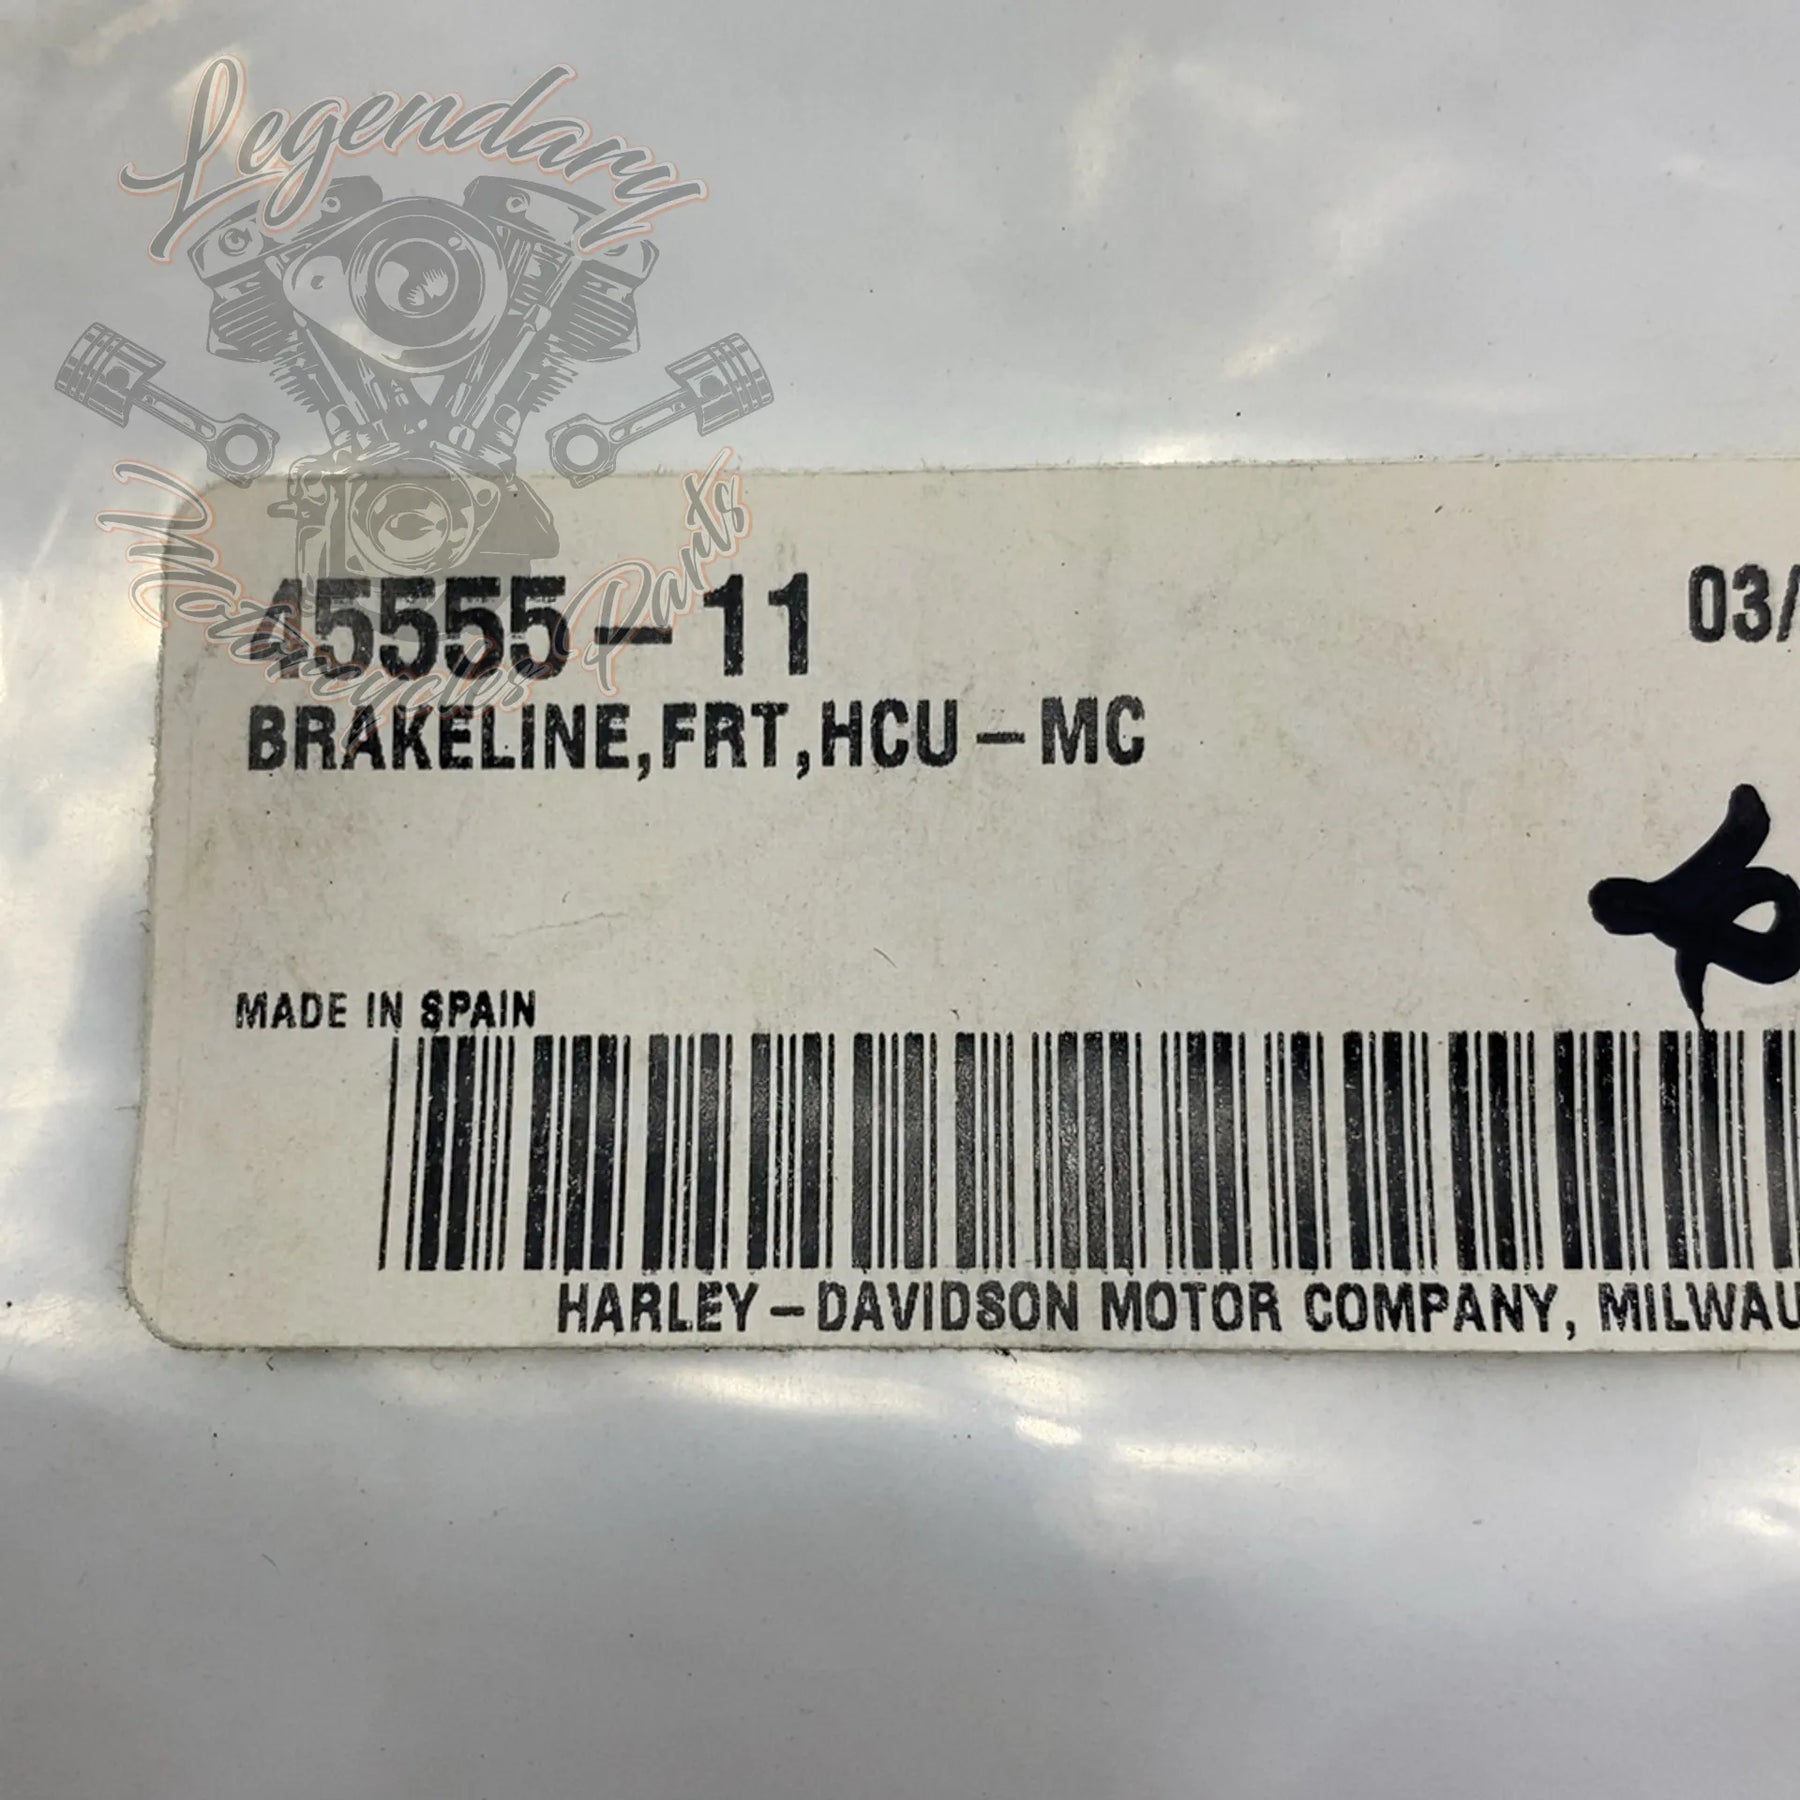 Legendary
Motorcycles Parts
45555-11
03/
BRAKELINE,FRT,HCU-MC
MADE IN SPAIN
HARLEY-DAVIDSON MOTOR COMPANY, MILWAU